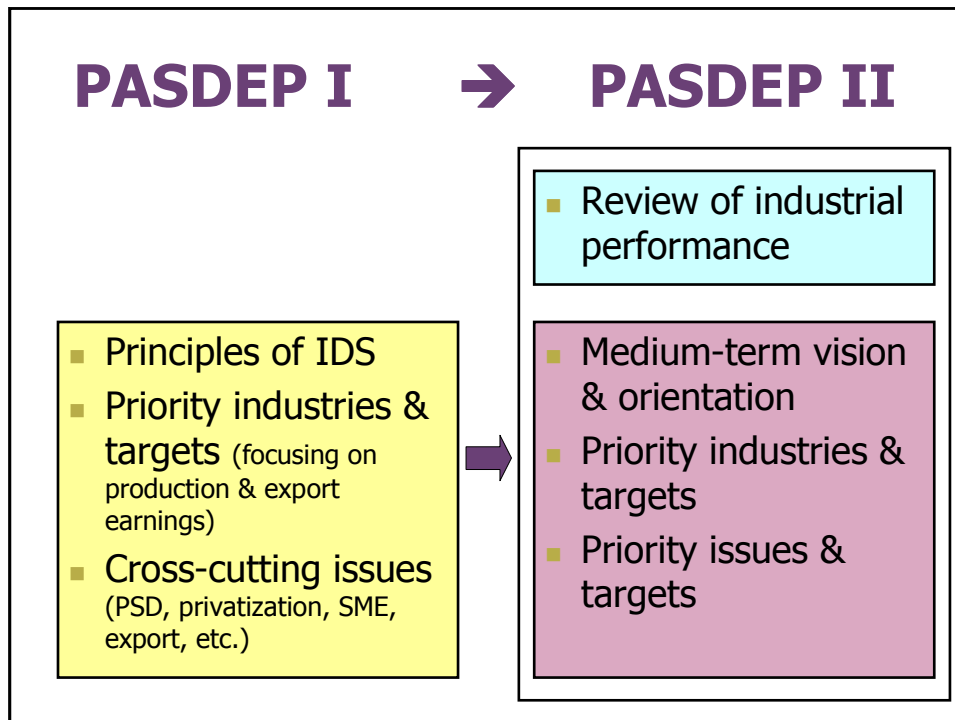 PASDEP I ➔ PASDEP II
Review of industrial
performance
Principles of IDS
Priority industries &
targets (focusing on
production & export
earnings)
Cross-cutting issues
(PSD, privatization, SME,
export, etc.)
Medium-term vision
& orientation
Priority industries &
targets
Priority issues &
targets